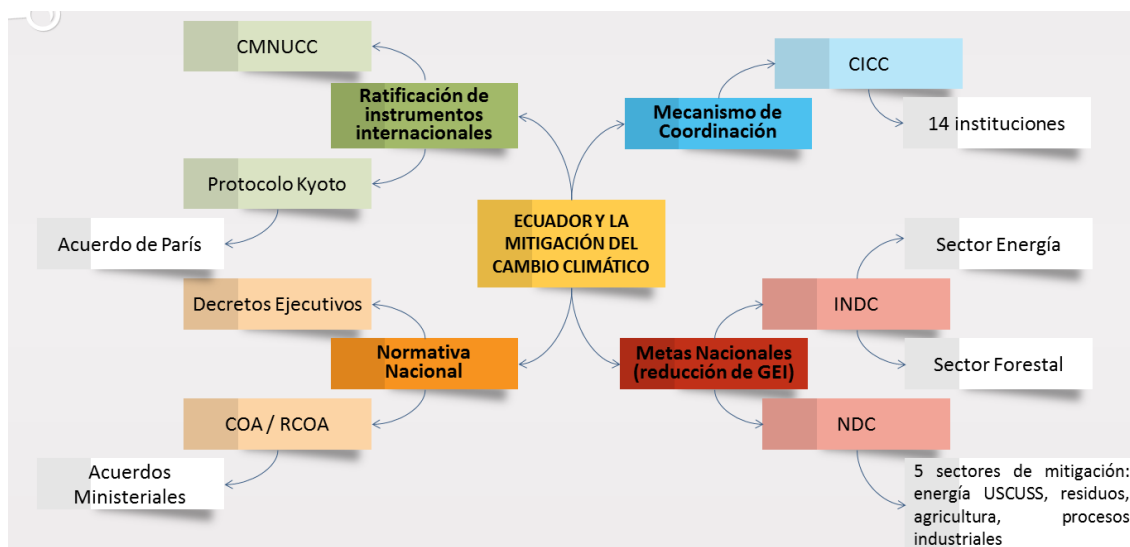 CMNUCC
Ratificación de
instrumentos
internacionales
Protocolo Kyoto
Acuerdo de París
Mecanismo de
Coordinación
CICC
14 instituciones
ECUADOR Y LA
MITIGACIÓN DEL
CAMBIO CLIMÁTICO
Decretos Ejecutivos
Normativa
Nacional
COA / RCOA
Acuerdos
Ministeriales
Metas Nacionales
(reducción de GEI)
INDC
Sector Energía
Sector Forestal
NDC
5 sectores de mitigación:
energía USCUSS, residuos,
agricultura, procesos
industriales